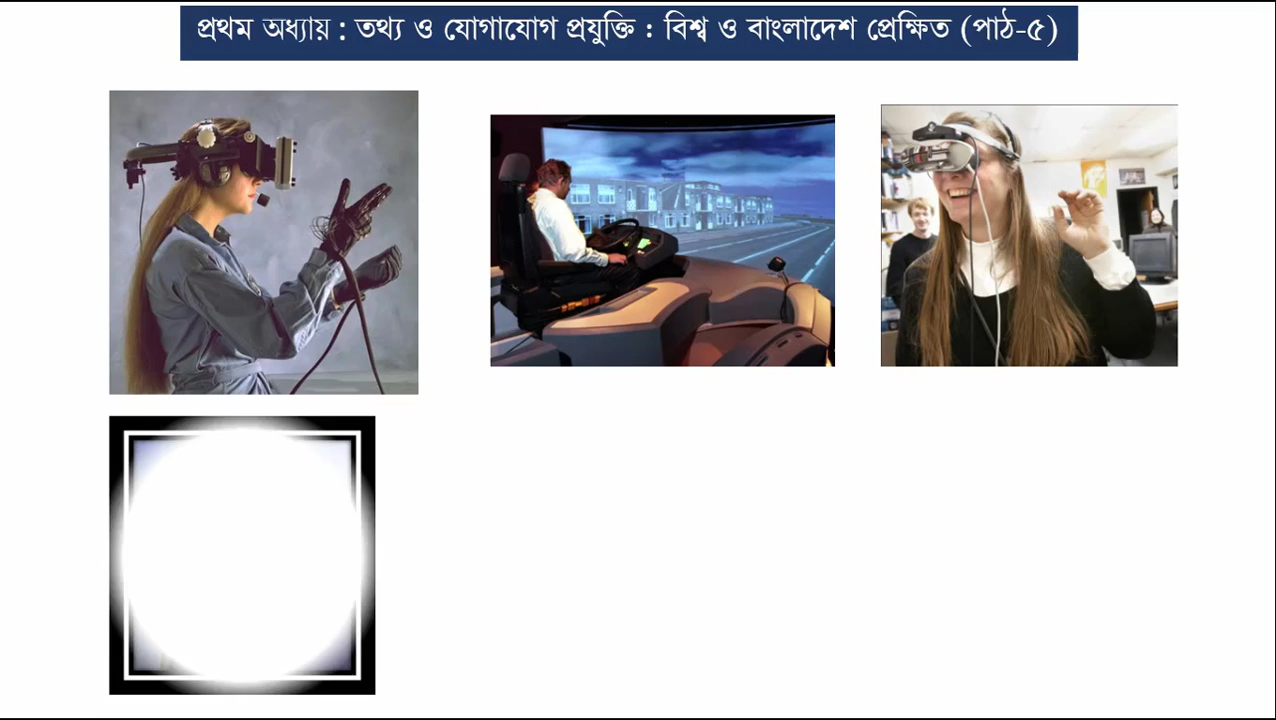 প্রথম অধ্যায় : তথ্য ও যোগাযোগ প্রযুক্তি : বিশ্ব ও বাংলাদেশ প্রেক্ষিত (পাঠ-৫)